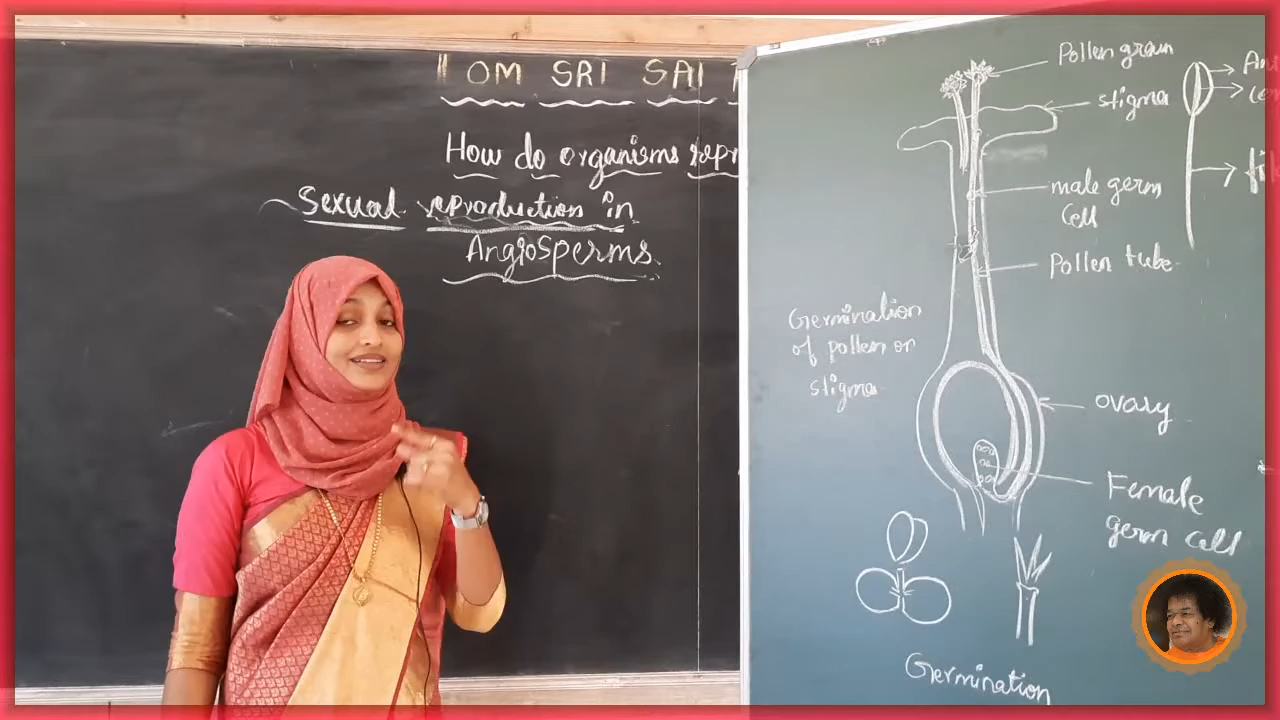 || OM SRI SAI
How do organisms repr
Sexual reproduction in
Angiosperms
Pollen grain
stigma
male germ
cell
Pollen tube
Germination
of pollen on
stigma
ovary
Female
germ cell
Germination